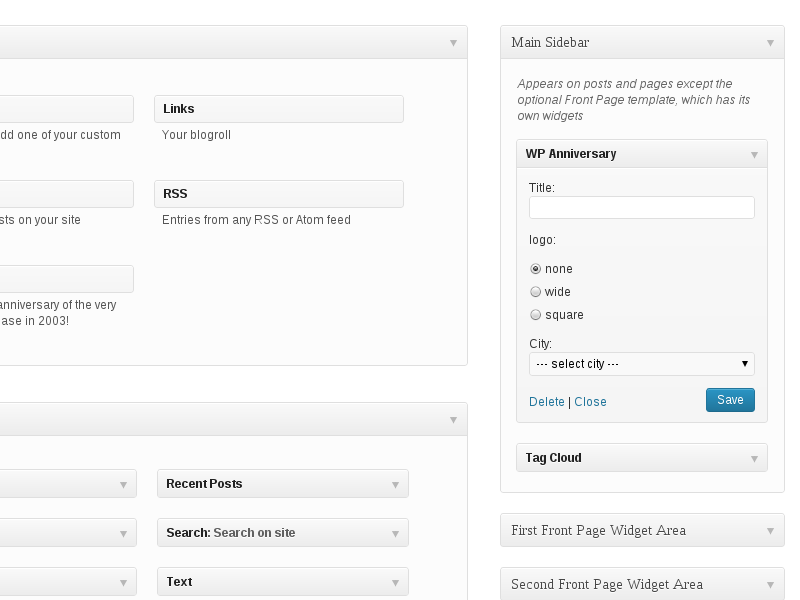 Links
dd one of your custom
Your blogroll
RSS
sts on your site
Entries from any RSS or Atom feed
anniversary of the very
ase in 2003!
Recent Posts
Search: Search on site
Text
Main Sidebar
Appears on posts and pages except the
optional Front Page template, which has its
own widgets
WP Anniversary
Title:
logo:
none
wide
square
City:
--- select city ---
Delete | Close
Save
Tag Cloud
First Front Page Widget Area
Second Front Page Widget Area